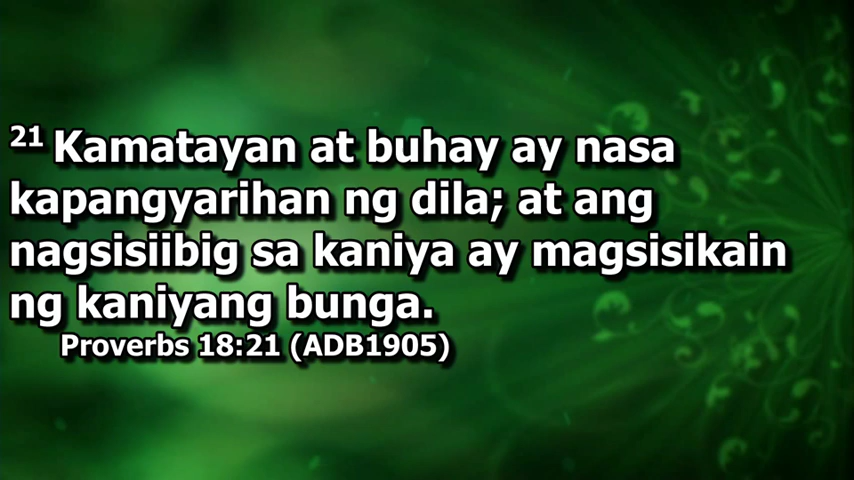 21 Kamatayan at buhay ay nasa
kapangyarihan ng dila; at ang
nagsisiibig sa kaniya ay magsisikain
ng kaniyang bunga.
Proverbs 18:21 (ADB1905)